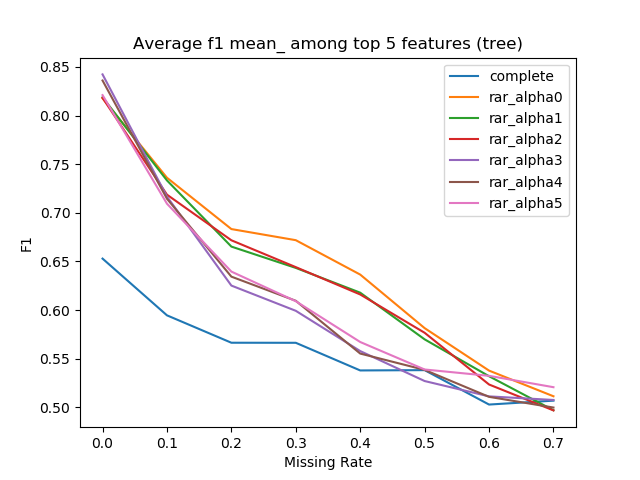 Average f1 mean_ among top 5 features (tree)
F1
0.85
0.80
0.75
0.70
0.65
0.60
0.55
0.50
complete
rar_alpha0
rar_alpha1
rar_alpha2
rar_alpha3
rar_alpha4
rar_alpha5
0.0 0.1 0.2 0.3 0.4 0.5 0.6 0.7
Missing Rate